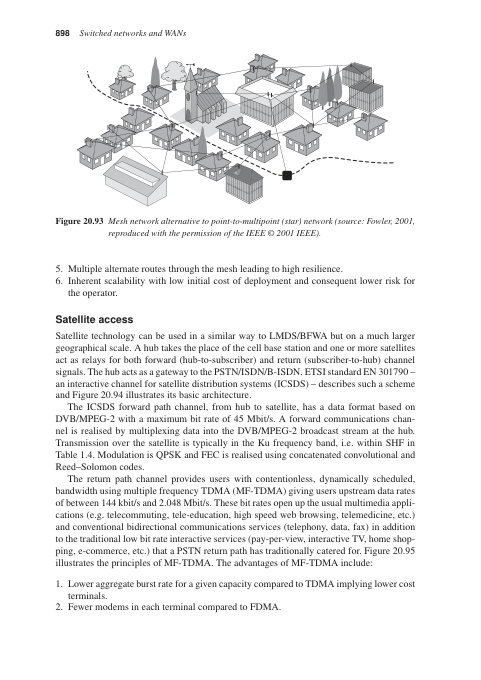 898 Switched networks and WANs
Figure 20.93 Mesh network alternative to point-to-multipoint (star) network (source: Fowler, 2001,
reproduced with the permission of the IEEE © 2001 IEEE).
5. Multiple alternate routes through the mesh leading to high resilience.
6. Inherent scalability with low initial cost of deployment and consequent lower risk for
the operator.
Satellite access
Satellite technology can be used in a similar way to LMDS/BFWA but on a much larger
geographical scale. A hub takes the place of the cell base station and one or more satellites
act as relays for both forward (hub-to-subscriber) and return (subscriber-to-hub) channel
signals. The hub acts as a gateway to the PSTN/ISDN/B-ISDN. ETSI standard EN 301790 –
an interactive channel for satellite distribution systems (ICSDS) – describes such a scheme
and Figure 20.94 illustrates its basic architecture.
The ICSDS forward path channel, from hub to satellite, has a data format based on
DVB/MPEG-2 with a maximum bit rate of 45 Mbit/s. A forward communications chan-
nel is realised by multiplexing data into the DVB/MPEG-2 broadcast stream at the hub.
Transmission over the satellite is typically in the Ku frequency band, i.e. within SHF in
Table 1.4. Modulation is QPSK and FEC is realised using concatenated convolutional and
Reed–Solomon codes.
The return path channel provides users with contentionless, dynamically scheduled,
bandwidth using multiple frequency TDMA (MF-TDMA) giving users upstream data rates
of between 144 kbit/s and 2.048 Mbit/s. These bit rates open up the usual multimedia appli-
cations (e.g. telecommuting, tele-education, high speed web browsing, telemedicine, etc.)
and conventional bidirectional communications services (telephony, data, fax) in addition
to the traditional low bit rate interactive services (pay-per-view, interactive TV, home shop-
ping, e-commerce, etc.) that a PSTN return path has traditionally catered for. Figure 20.95
illustrates the principles of MF-TDMA. The advantages of MF-TDMA include:
1. Lower aggregate burst rate for a given capacity compared to TDMA implying lower cost
terminals.
2. Fewer modems in each terminal compared to FDMA.